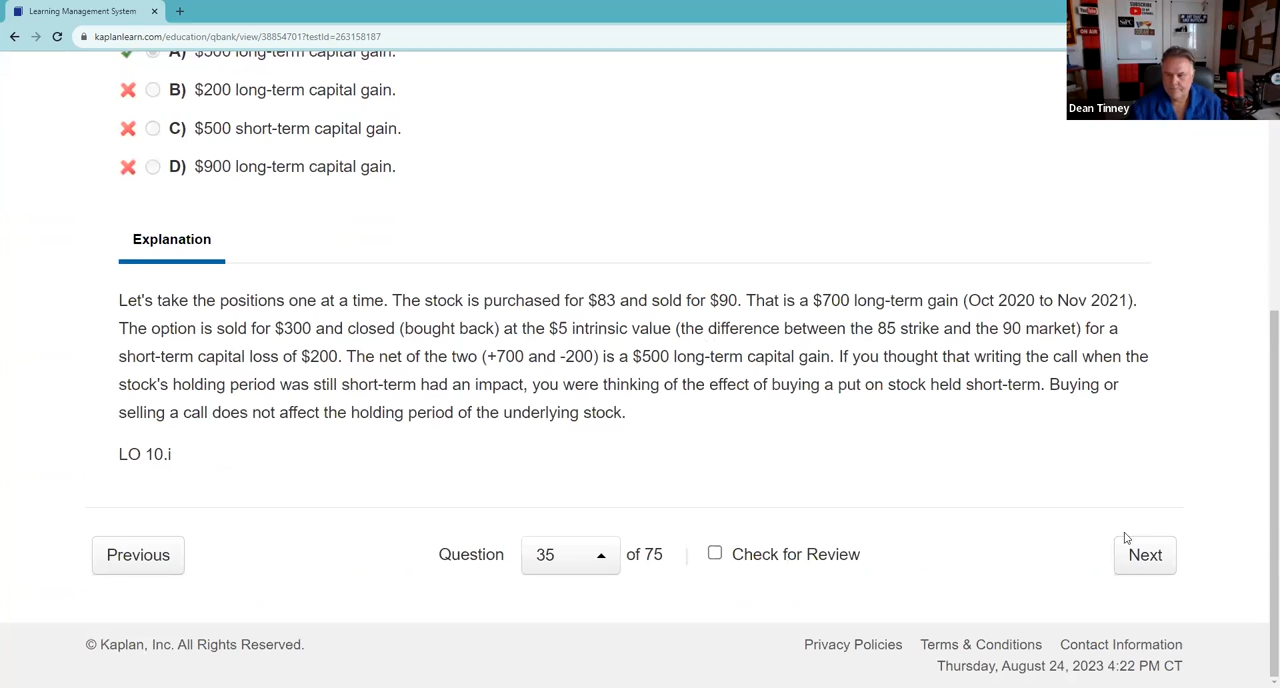 Learning Management System
kaplanlearn.com/education/qbank/view/38854701?testId=263158187
A) $500 long-term capital gain.
B) $200 long-term capital gain.
C) $500 short-term capital gain.
D) $900 long-term capital gain.
SUBSCRIBE
SIPC
ON AIR
Dean Tinney
Explanation
Let's take the positions one at a time. The stock is purchased for $83 and sold for $90. That is a $700 long-term gain (Oct 2020 to Nov 2021).
The option is sold for $300 and closed (bought back) at the $5 intrinsic value (the difference between the 85 strike and the 90 market) for a
short-term capital loss of $200. The net of the two (+700 and -200) is a $500 long-term capital gain. If you thought that writing the call when the
stock's holding period was still short-term had an impact, you were thinking of the effect of buying a put on stock held short-term. Buying or
selling a call does not affect the holding period of the underlying stock.
LO 10.i
Previous
Question 35 of 75
Check for Review
Next
© Kaplan, Inc. All Rights Reserved.
Privacy Policies Terms & Conditions Contact Information
Thursday, August 24, 2023 4:22 PM CT